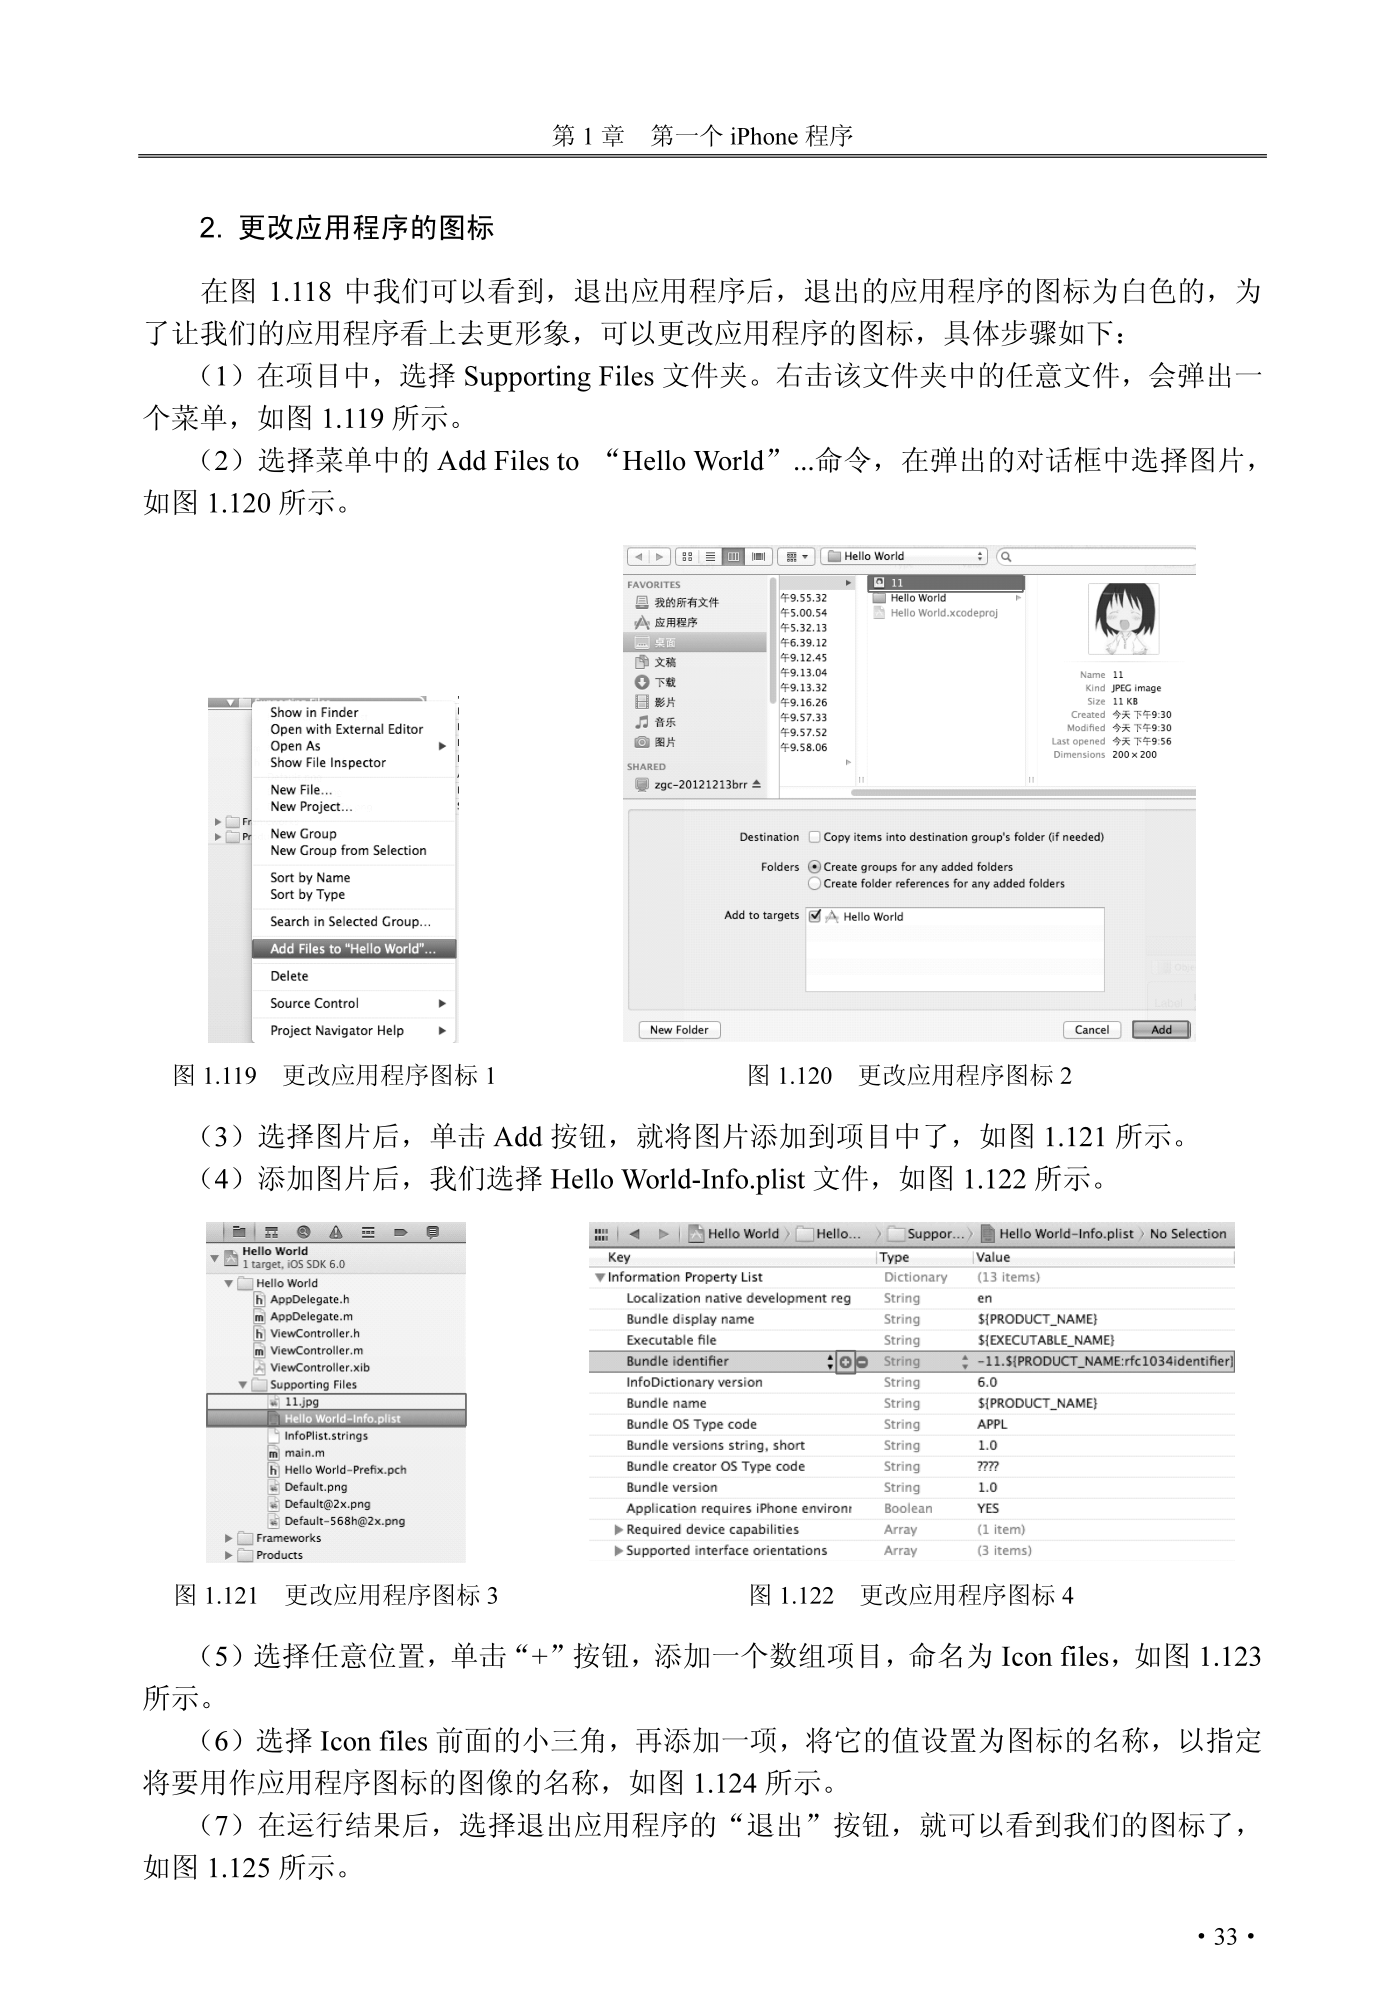 第 1 章 第一个 iPhone 程序
2. 更改应用程序的图标
在图 1.118 中我们可以看到，退出应用程序后，退出的应用程序的图标为白色的，为
了让我们的应用程序看上去更形象，可以更改应用程序的图标，具体步骤如下：
（1）在项目中，选择 Supporting Files 文件夹。右击该文件夹中的任意文件，会弹出一
个菜单，如图 1.119 所示。
（2）选择菜单中的 Add Files to “Hello World”...命令，在弹出的对话框中选择图片，
如图 1.120 所示。
Show in Finder
Open with External Editor
Open As
Show File Inspector
New File...
New Project...
New Group
New Group from Selection
Sort by Name
Sort by Type
Search in Selected Group...
Add Files to “Hello World”...
Delete
Source Control
Project Navigator Help
Fr
Pr
Hello World
FAVORITES
我的所有文件
应用程序
桌面
文稿
下载
影片
音乐
图片
SHARED
zgc-20121213brr
午9.55.32
午5.00.54
午5.32.13
午6.39.12
午9.12.45
午9.13.04
午9.13.32
午9.16.26
午9.57.33
午9.57.52
午9.58.06
11
Hello World
Hello World.xcodeproj
Name 11
Kind JPEG image
Size 11 KB
Created 今天 下午9:30
Modified 今天 下午9:30
Last opened 今天 下午9:56
Dimensions 200×200
Destination Copy items into destination group's folder (if needed)
Folders Create groups for any added folders
Create folder references for any added folders
Add to targets Hello World
Label
New Folder Cancel Add
图 1.119 更改应用程序图标 1
图 1.120 更改应用程序图标 2
（3）选择图片后，单击 Add 按钮，就将图片添加到项目中了，如图 1.121 所示。
（4）添加图片后，我们选择 Hello World-Info.plist 文件，如图 1.122 所示。
Hello World
1 target, iOS SDK 6.0
Hello World
AppDelegate.h
AppDelegate.m
ViewController.h
ViewController.m
ViewController.xib
Supporting Files
11.jpg
Hello World-Info.plist
InfoPlist.strings
main.m
Hello World-Prefix.pch
Default.png
Default@2x.png
Default-568h@2x.png
Frameworks
Products
Hello World Hello... Suppor... Hello World-Info.plist No Selection
Key Type Value
Information Property List Dictionary (13 items)
Localization native development reg String en
Bundle display name String ${PRODUCT_NAME}
Executable file String ${EXECUTABLE_NAME}
Bundle identifier String -11.${PRODUCT_NAME:rfc1034identifier}
InfoDictionary version String 6.0
Bundle name String ${PRODUCT_NAME}
Bundle OS Type code String APPL
Bundle versions string, short String 1.0
Bundle creator OS Type code String ????
Bundle version String 1.0
Application requires iPhone environ Boolean YES
Required device capabilities Array (1 item)
Supported interface orientations Array (3 items)
图 1.121 更改应用程序图标 3
图 1.122 更改应用程序图标 4
（5）选择任意位置，单击“+”按钮，添加一个数组项目，命名为 Icon files，如图 1.123
所示。
（6）选择 Icon files 前面的小三角，再添加一项，将它的值设置为图标的名称，以指定
将要用作应用程序图标的图像的名称，如图 1.124 所示。
（7）在运行结果后，选择退出应用程序的“退出”按钮，就可以看到我们的图标了，
如图 1.125 所示。
• 33 •